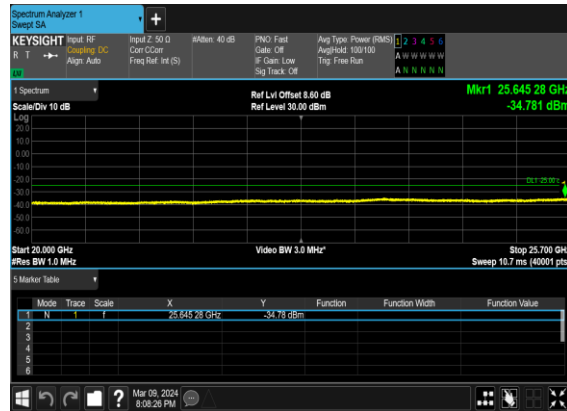 Spectrum Analyzer 1
Swept SA
KEYSIGHT
R T
Input: RF
Coupling: DC
Align: Auto
Input Z: 50 Ω
Corr CCorr
Freq Ref: Int (S)
#Atten: 40 dB
PNO: Fast
Gate: Off
IF Gain: Low
Sig Track: Off
Avg Type: Power (RMS)
Avg|Hold: 100/100
Trig: Free Run
1 2 3 4 5 6
A W W W W W
A N N N N N
1 Spectrum
Scale/Div 10 dB
Ref Lvl Offset 8.60 dB
Ref Level 30.00 dBm
Mkr1 25.645 28 GHz
-34.781 dBm
Log
20.0
10.0
0.00
-10.0
-20.0
-30.0
-40.0
-50.0
-60.0
Start 20.000 GHz
#Res BW 1.0 MHz
Video BW 3.0 MHz*
Stop 25.700 GHz
Sweep 10.7 ms (40001 pts)
5 Marker Table
Mode Trace Scale X Y Function Function Width Function Value
1 N 1 f 25.645 28 GHz -34.78 dBm
2
3
4
5
6
?
Mar 09, 2024
8:08:26 PM